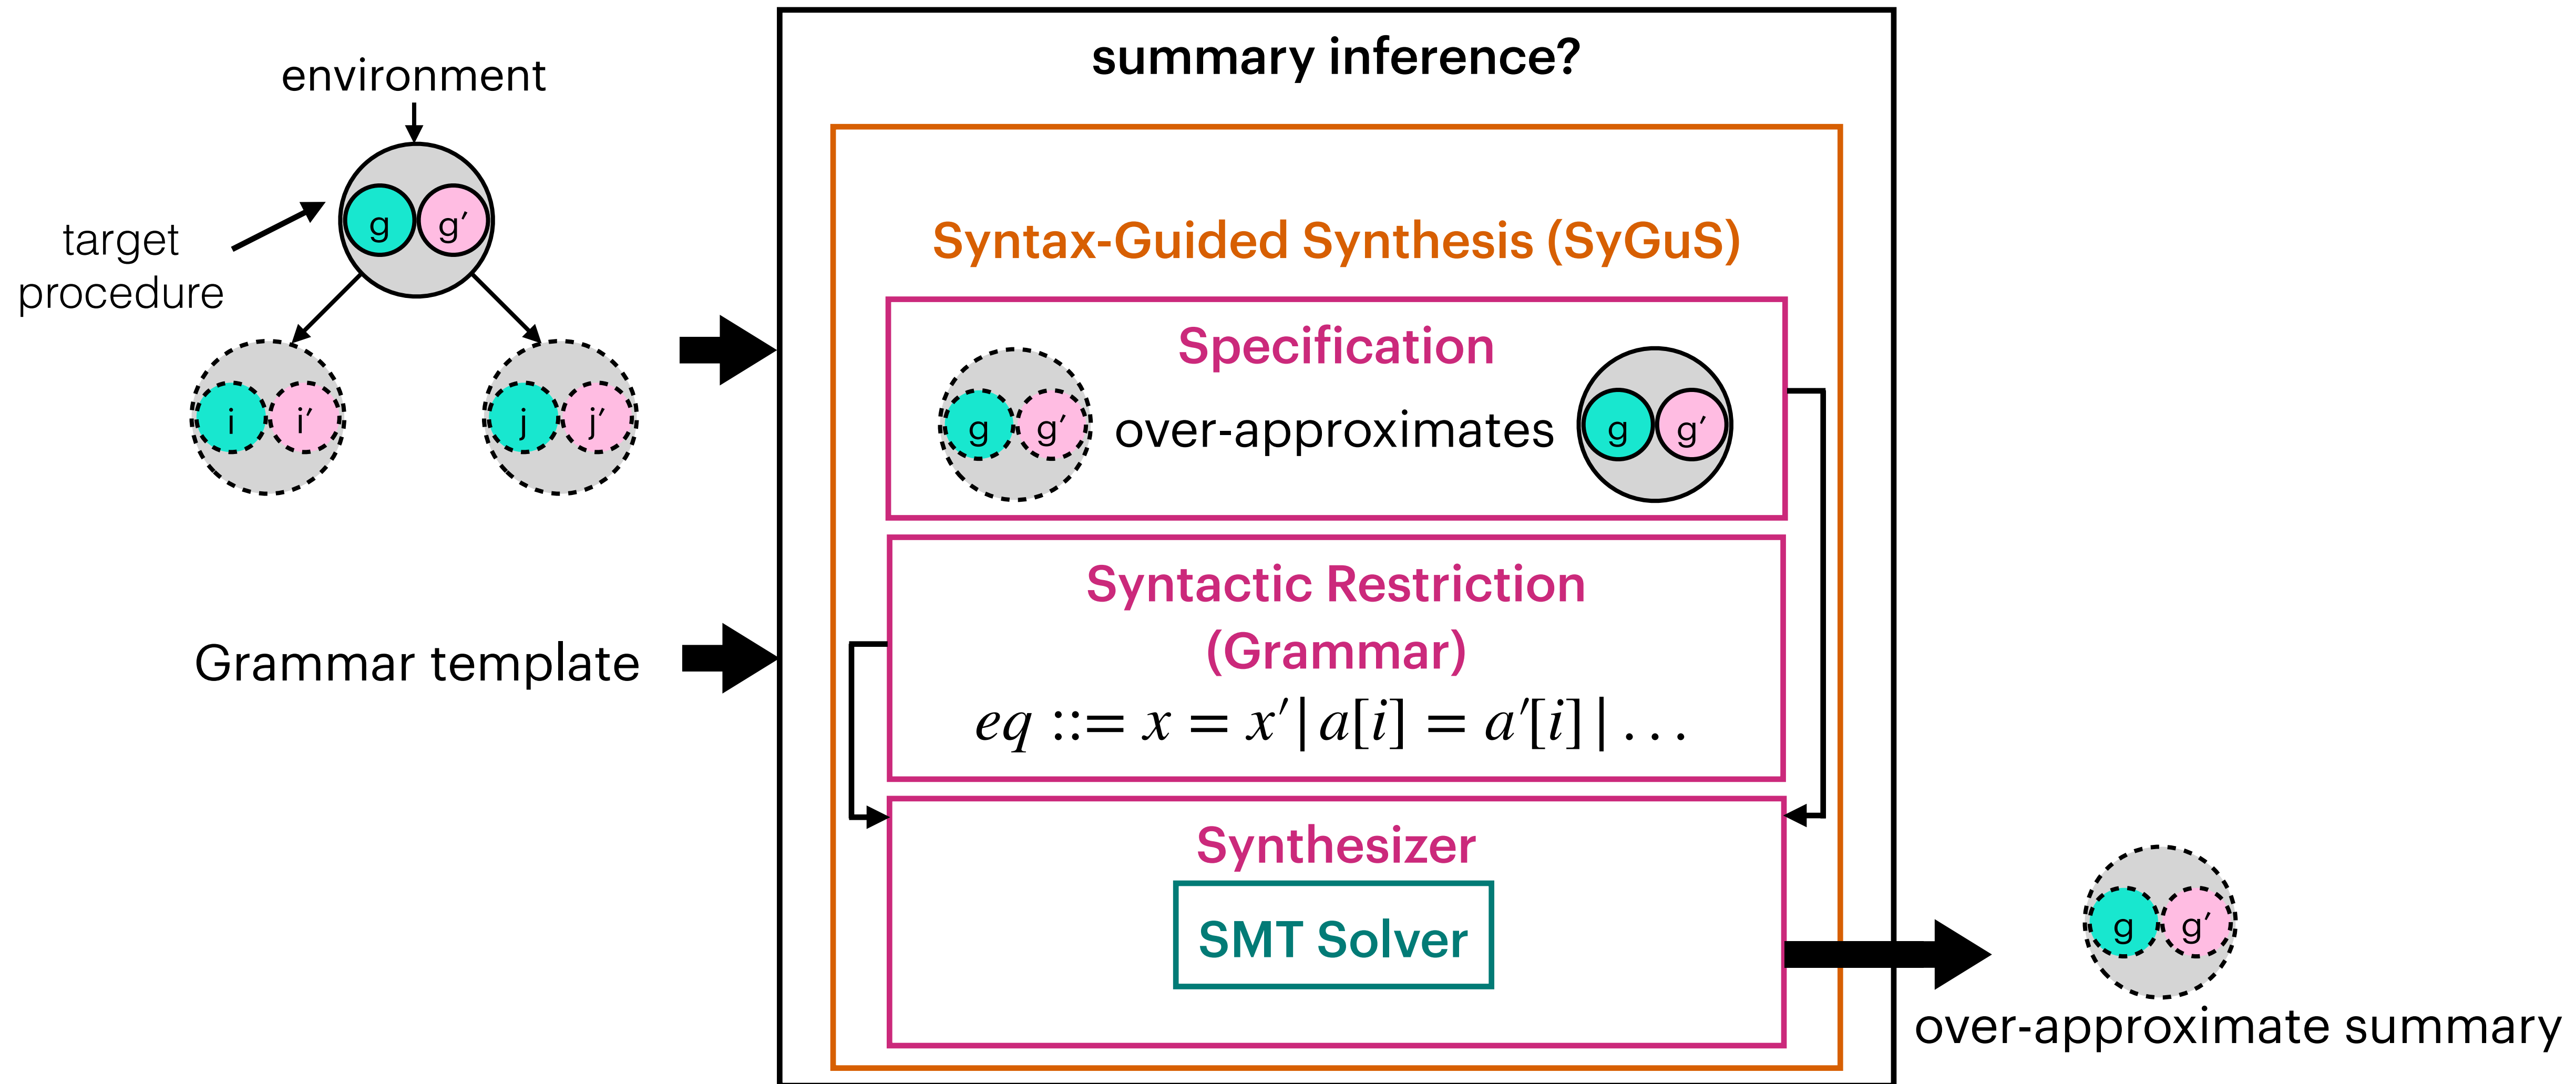 summary inference?
environment
g g′
target
procedure
i i′
j j′
Syntax-Guided Synthesis (SyGuS)
Specification
g g′ over-approximates g g′
Grammar template
Syntactic Restriction
(Grammar)
eq ::= x = x′ | a[i] = a′[i] | . . .
Synthesizer
SMT Solver
g g′
over-approximate summary